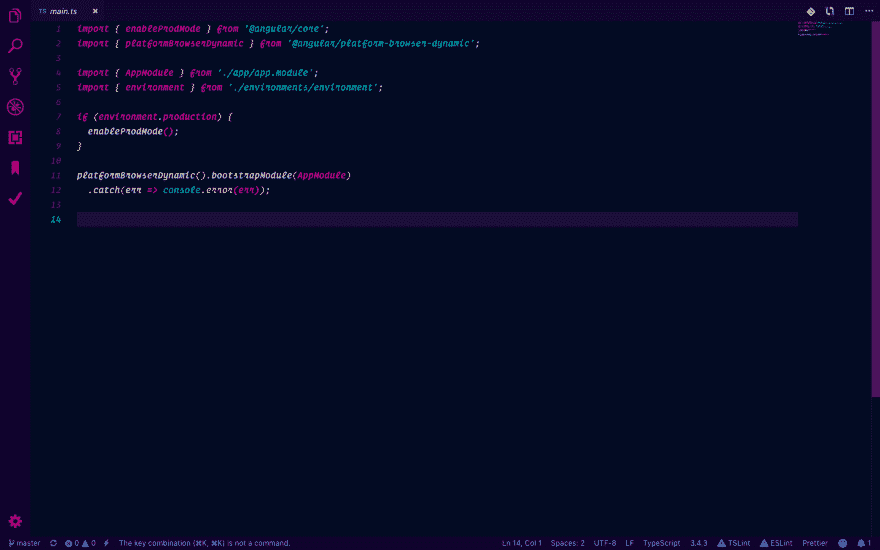 TS main.ts ×
1 import { enableProdMode } from '@angular/core';
2 import { platformBrowserDynamic } from '@angular/platform-browser-dynamic';
3
4 import { AppModule } from './app/app.module';
5 import { environment } from './environments/environment';
6
7 if (environment.production) {
8 enableProdMode();
9 }
10
11 platformBrowserDynamic().bootstrapModule(AppModule)
12 .catch(err => console.error(err));
13
14
master 0 0 The key combination (⌘K, ⌘K) is not a command. Ln 14, Col 1 Spaces: 2 UTF-8 LF TypeScript 3.4.3 TSLint ESLint Prettier 1